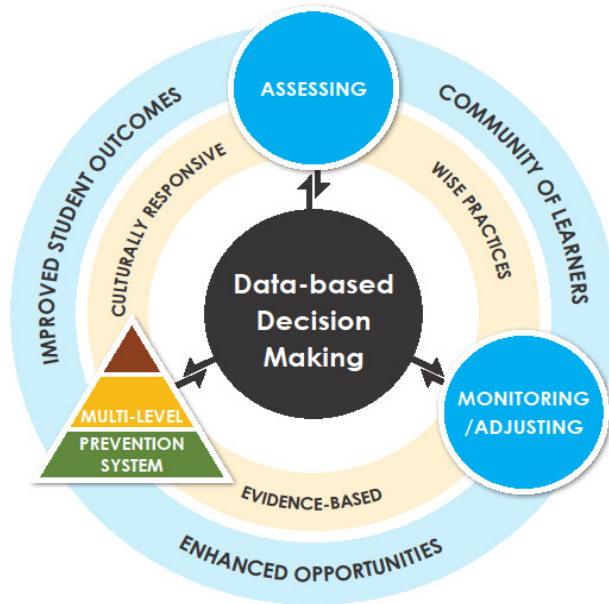 ASSESSING
IMPROVED STUDENT OUTCOMES
COMMUNITY OF LEARNERS
CULTURALLY RESPONSIVE
WISE PRACTICES
Data-based
Decision
Making
MULTI-LEVEL
PREVENTION
SYSTEM
MONITORING
/ADJUSTING
EVIDENCE-BASED
ENHANCED OPPORTUNITIES